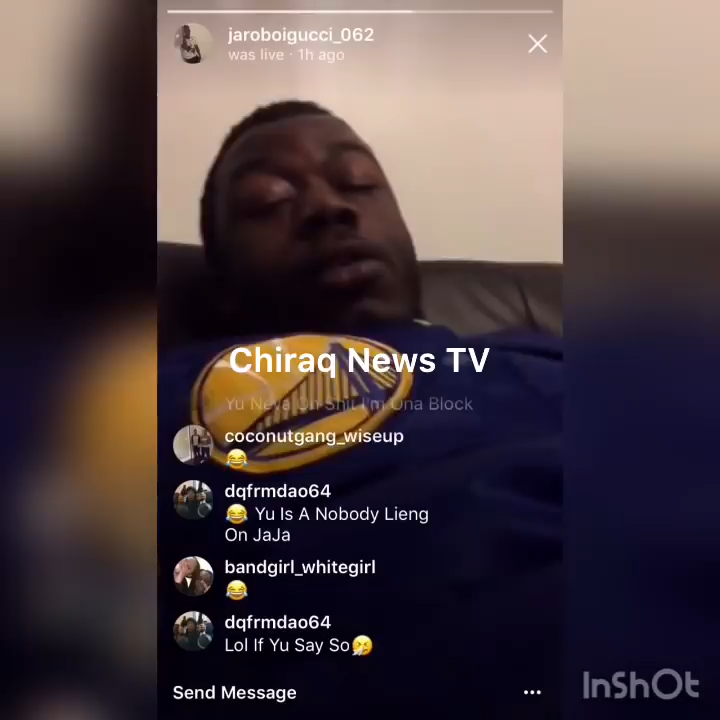 jaroboigucci_062
was live · 1h ago
Chiraq News TV
Yu Neva On Shit I'm Ona Block
coconutgang_wiseup
😂
dqfrmdao64
😂 Yu Is A Nobody Lieng
On JaJa
bandgirl_whitegirl
😂
dqfrmdao64
Lol If Yu Say So🤧
Send Message
InShOt